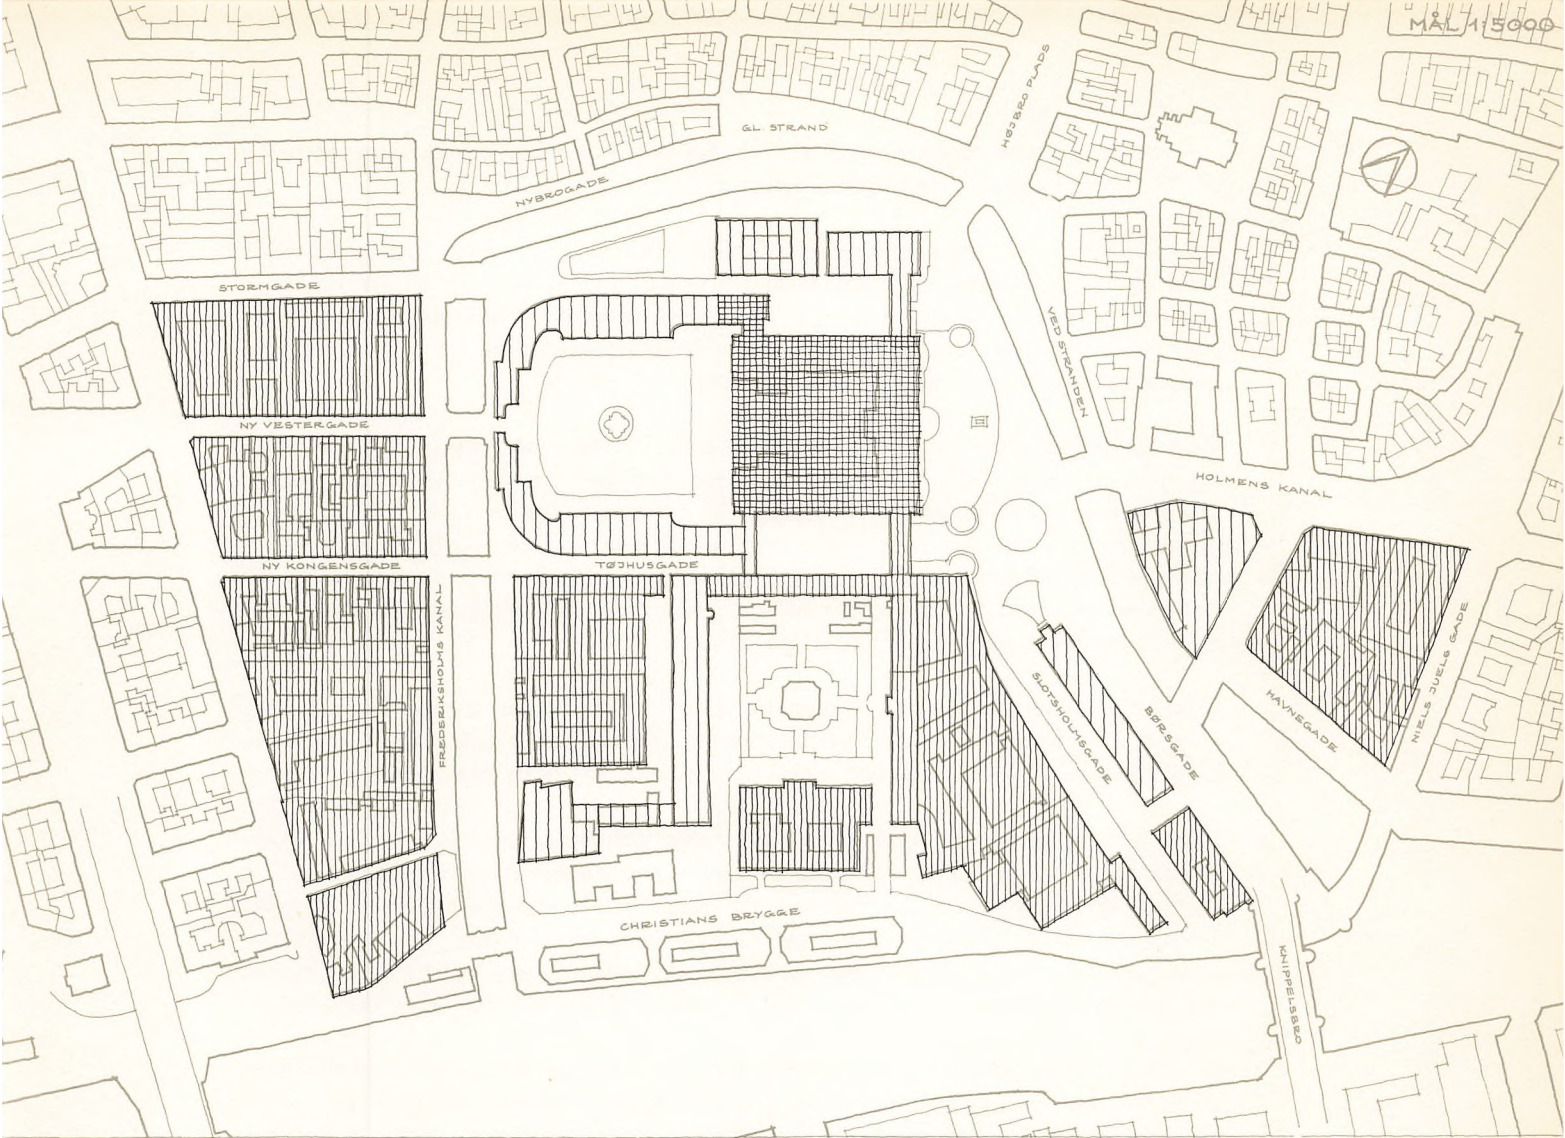 MÅL 1:5000
HØJBRO PLADS
GL. STRAND
NYBROGADE
STORMGADE
VED STRANDEN
NY VESTERGADE
HOLMENS KANAL
NY KONGENSGADE
TØJHUSGADE
FREDERIKSHOLMS KANAL
SLOTSHOLMSGADE
BØRSGADE
HAVNEGADE
NIELS JUELS GADE
CHRISTIANS BRYGGE
KNIPPELSBRO